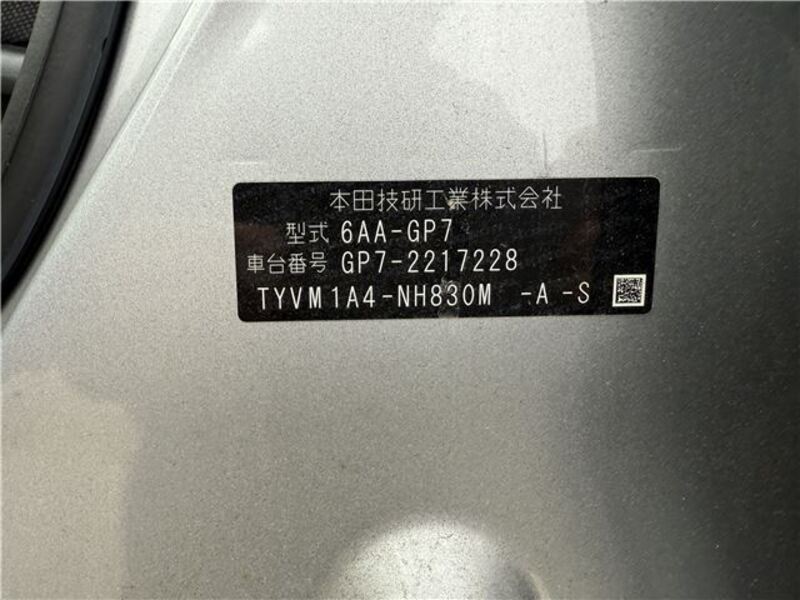 本田技研工業株式会社
型式 6AA-GP7
車台番号 GP7-2217228
TYVM1A4-NH830M -A -S